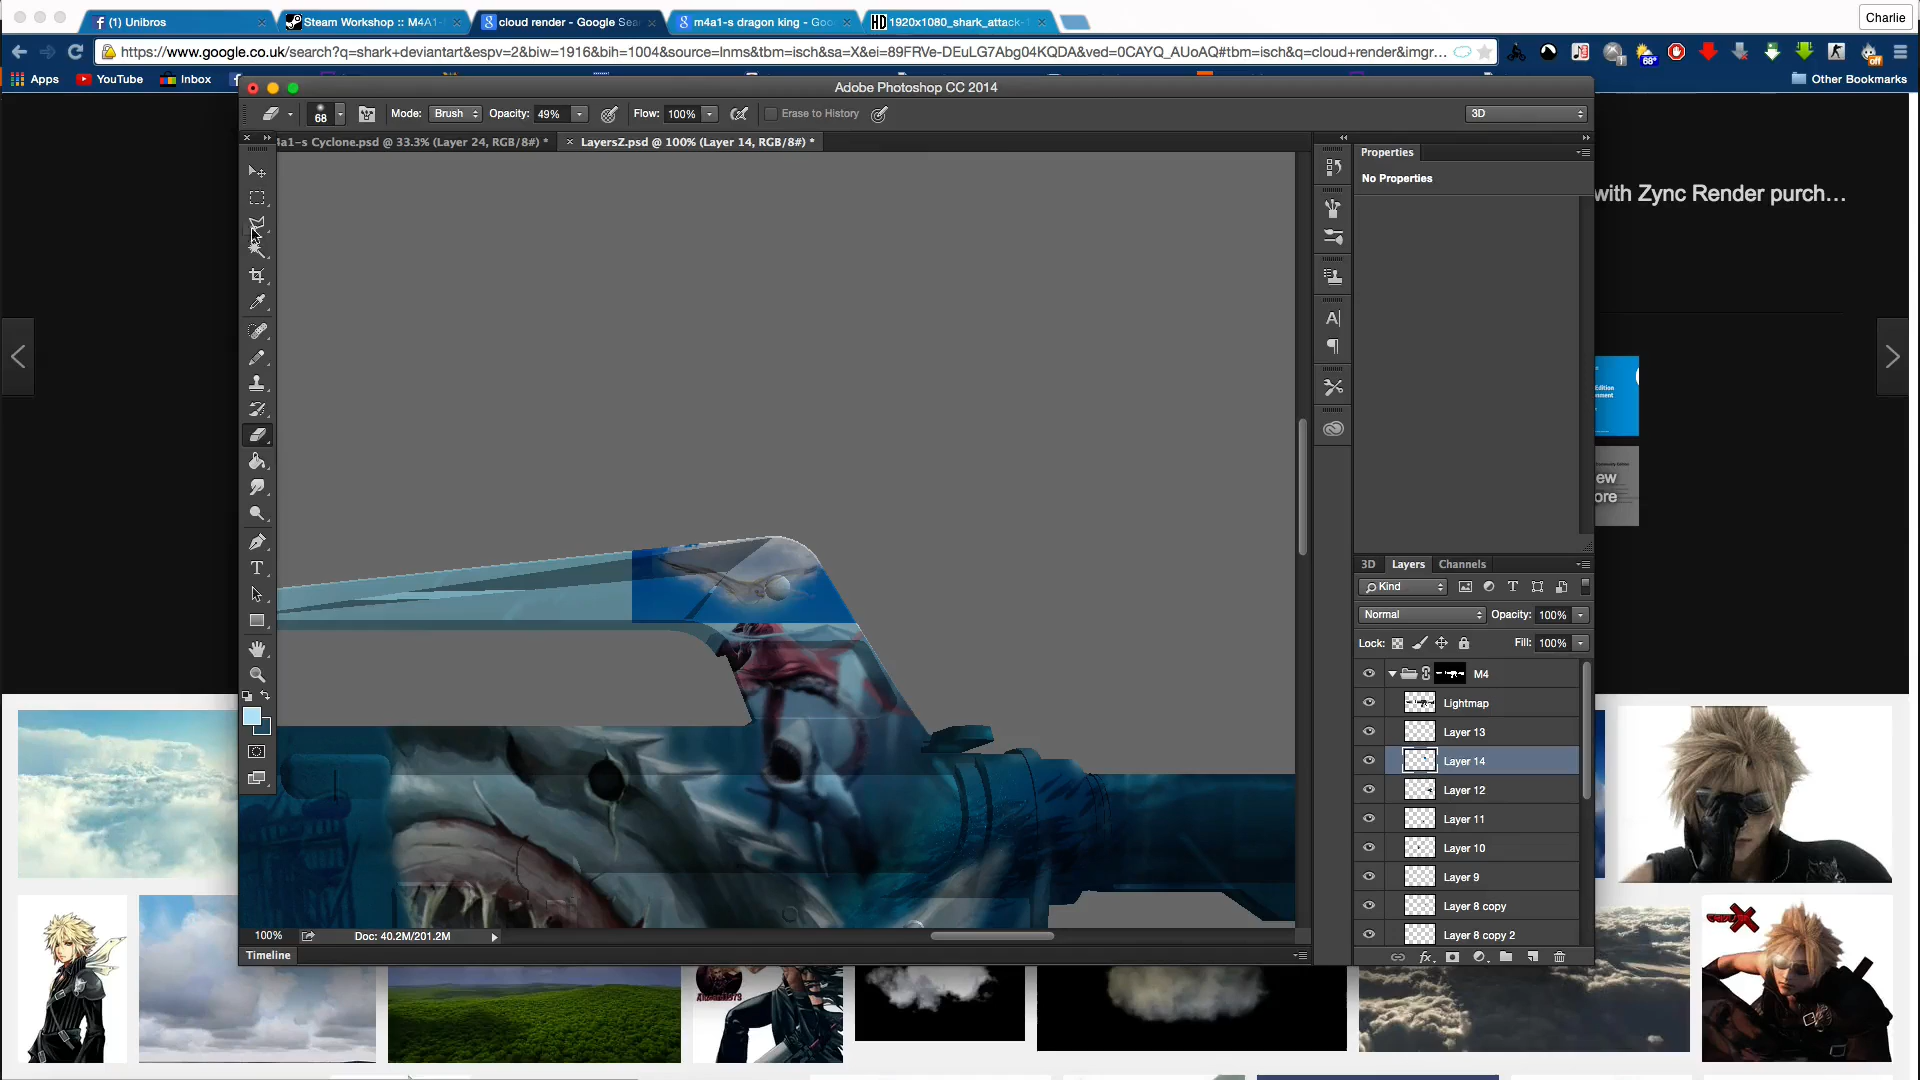 (1) Unibros
Steam Workshop :: M4A1-
cloud render - Google Sea
m4a1-s dragon king - Goo
HD 1920x1080_shark_attack-1
Charlie
https://www.google.co.uk/search?q=shark+deviantart&espv=2&biw=1916&bih=1004&source=lnms&tbm=isch&sa=X&ei=89FRVe-DEuLG7Abg04KQDA&ved=0CAYQ_AUoAQ#tbm=isch&q=cloud+render&imgr...
Apps
YouTube
Inbox
Other Bookmarks
Adobe Photoshop CC 2014
68
Mode: Brush
Opacity: 49%
Flow: 100%
Erase to History
3D
a1-s Cyclone.psd @ 33.3% (Layer 24, RGB/8#) *
LayersZ.psd @ 100% (Layer 14, RGB/8#) *
Properties
No Properties
with Zync Render purch...
3D Layers Channels
Kind
Normal
Opacity: 100%
Lock:
Fill: 100%
M4
Lightmap
Layer 13
Layer 14
Layer 12
Layer 11
Layer 10
Layer 9
Layer 8 copy
Layer 8 copy 2
100%
Doc: 40.2M/201.2M
Timeline